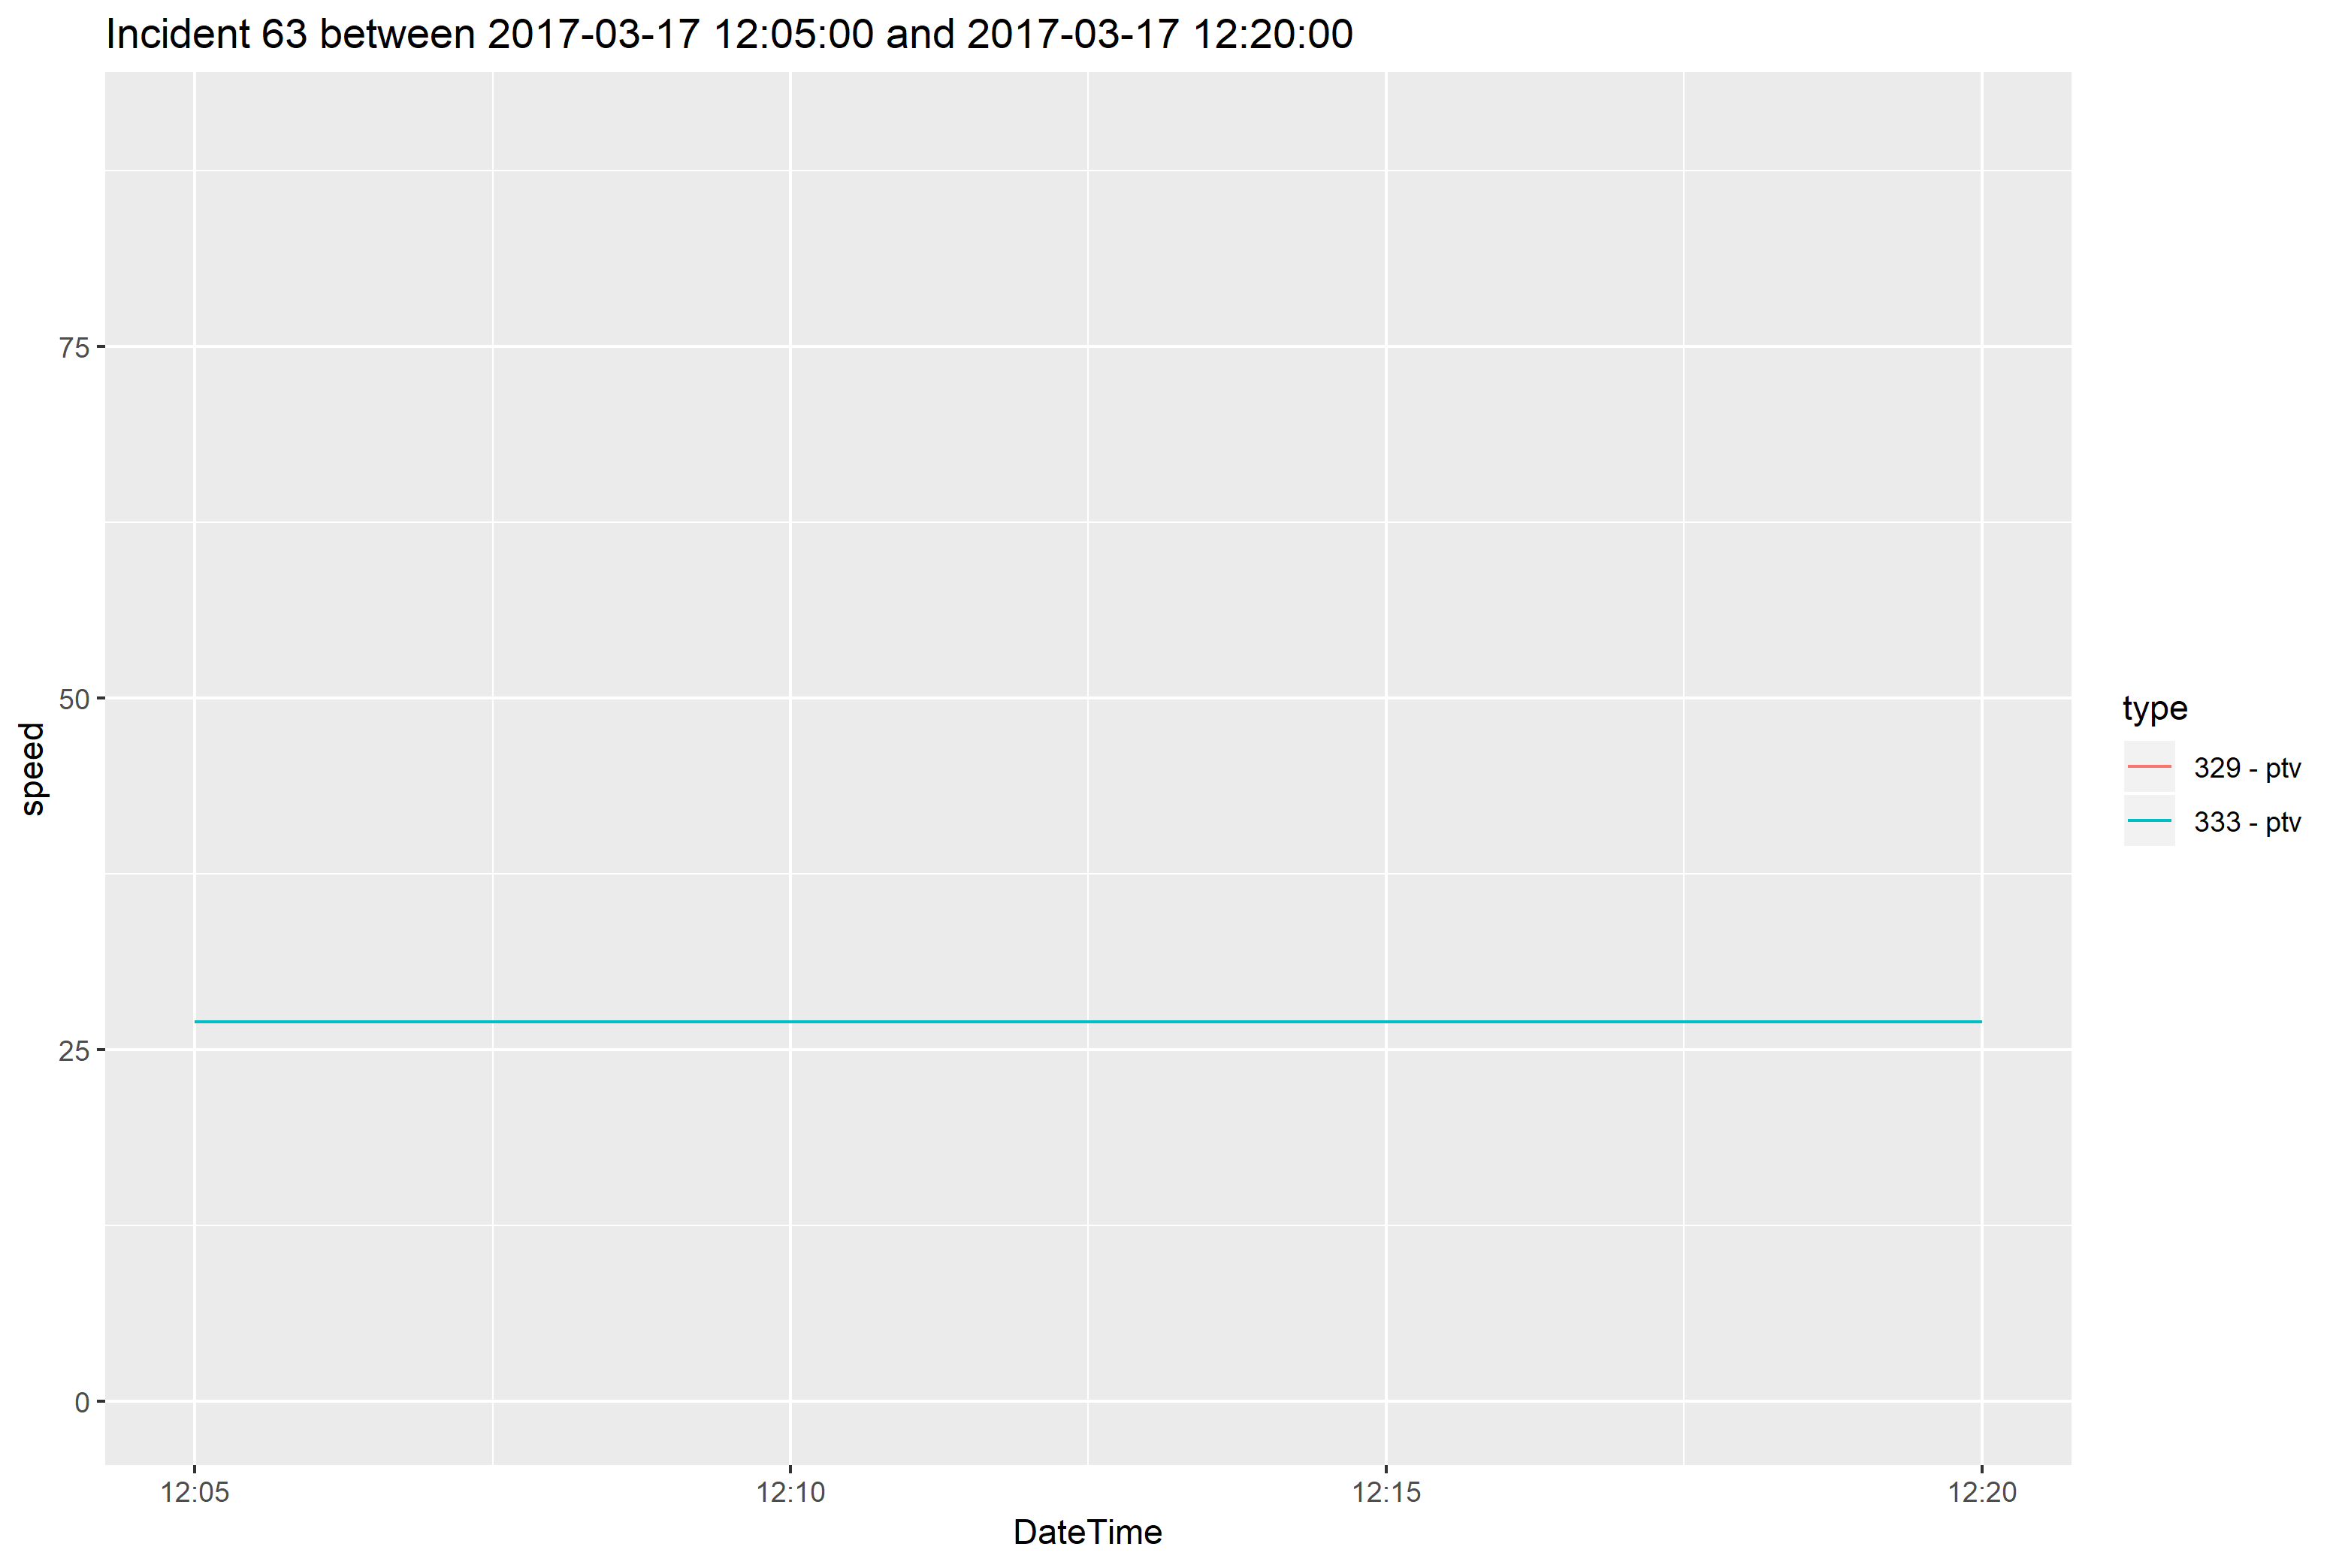 Incident 63 between 2017-03-17 12:05:00 and 2017-03-17 12:20:00
75
50
25
0
speed
12:05
12:10
12:15
12:20
DateTime
type
329 - ptv
333 - ptv